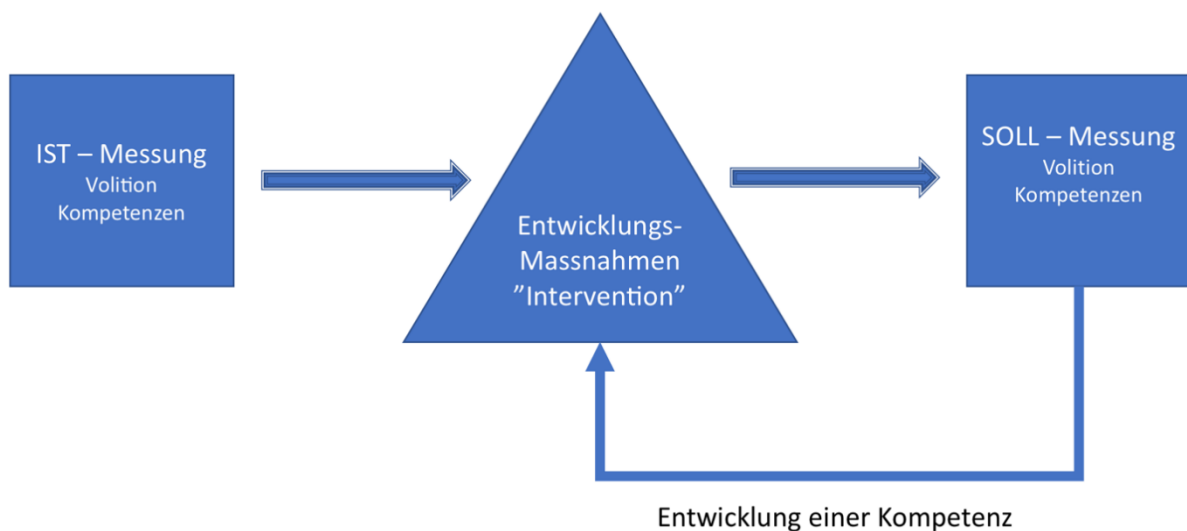 IST – Messung
Volition
Kompetenzen
Entwicklungs-
Massnahmen
”Intervention”
SOLL – Messung
Volition
Kompetenzen
Entwicklung einer Kompetenz